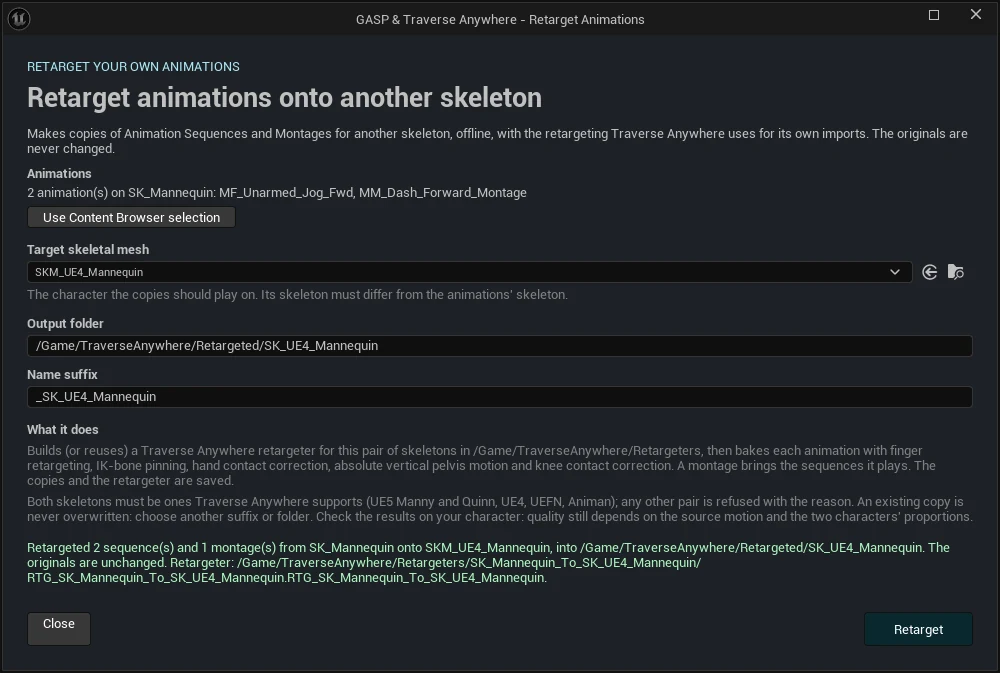 GASP & Traverse Anywhere - Retarget Animations
RETARGET YOUR OWN ANIMATIONS
Retarget animations onto another skeleton
Makes copies of Animation Sequences and Montages for another skeleton, offline, with the retargeting Traverse Anywhere uses for its own imports. The originals are
never changed.
Animations
2 animation(s) on SK_Mannequin: MF_Unarmed_Jog_Fwd, MM_Dash_Forward_Montage
Use Content Browser selection
Target skeletal mesh
SKM_UE4_Mannequin
The character the copies should play on. Its skeleton must differ from the animations' skeleton.
Output folder
/Game/TraverseAnywhere/Retargeted/SK_UE4_Mannequin
Name suffix
_SK_UE4_Mannequin
What it does
Builds (or reuses) a Traverse Anywhere retargeter for this pair of skeletons in /Game/TraverseAnywhere/Retargeters, then bakes each animation with finger
retargeting, IK-bone pinning, hand contact correction, absolute vertical pelvis motion and knee contact correction. A montage brings the sequences it plays. The
copies and the retargeter are saved.
Both skeletons must be ones Traverse Anywhere supports (UE5 Manny and Quinn, UE4, UEFN, Animan); any other pair is refused with the reason. An existing copy is
never overwritten: choose another suffix or folder. Check the results on your character: quality still depends on the source motion and the two characters' proportions.
Retargeted 2 sequence(s) and 1 montage(s) from SK_Mannequin onto SKM_UE4_Mannequin, into /Game/TraverseAnywhere/Retargeted/SK_UE4_Mannequin. The
originals are unchanged. Retargeter: /Game/TraverseAnywhere/Retargeters/SK_Mannequin_To_SK_UE4_Mannequin/
RTG_SK_Mannequin_To_SK_UE4_Mannequin.RTG_SK_Mannequin_To_SK_UE4_Mannequin.
Close
Retarget